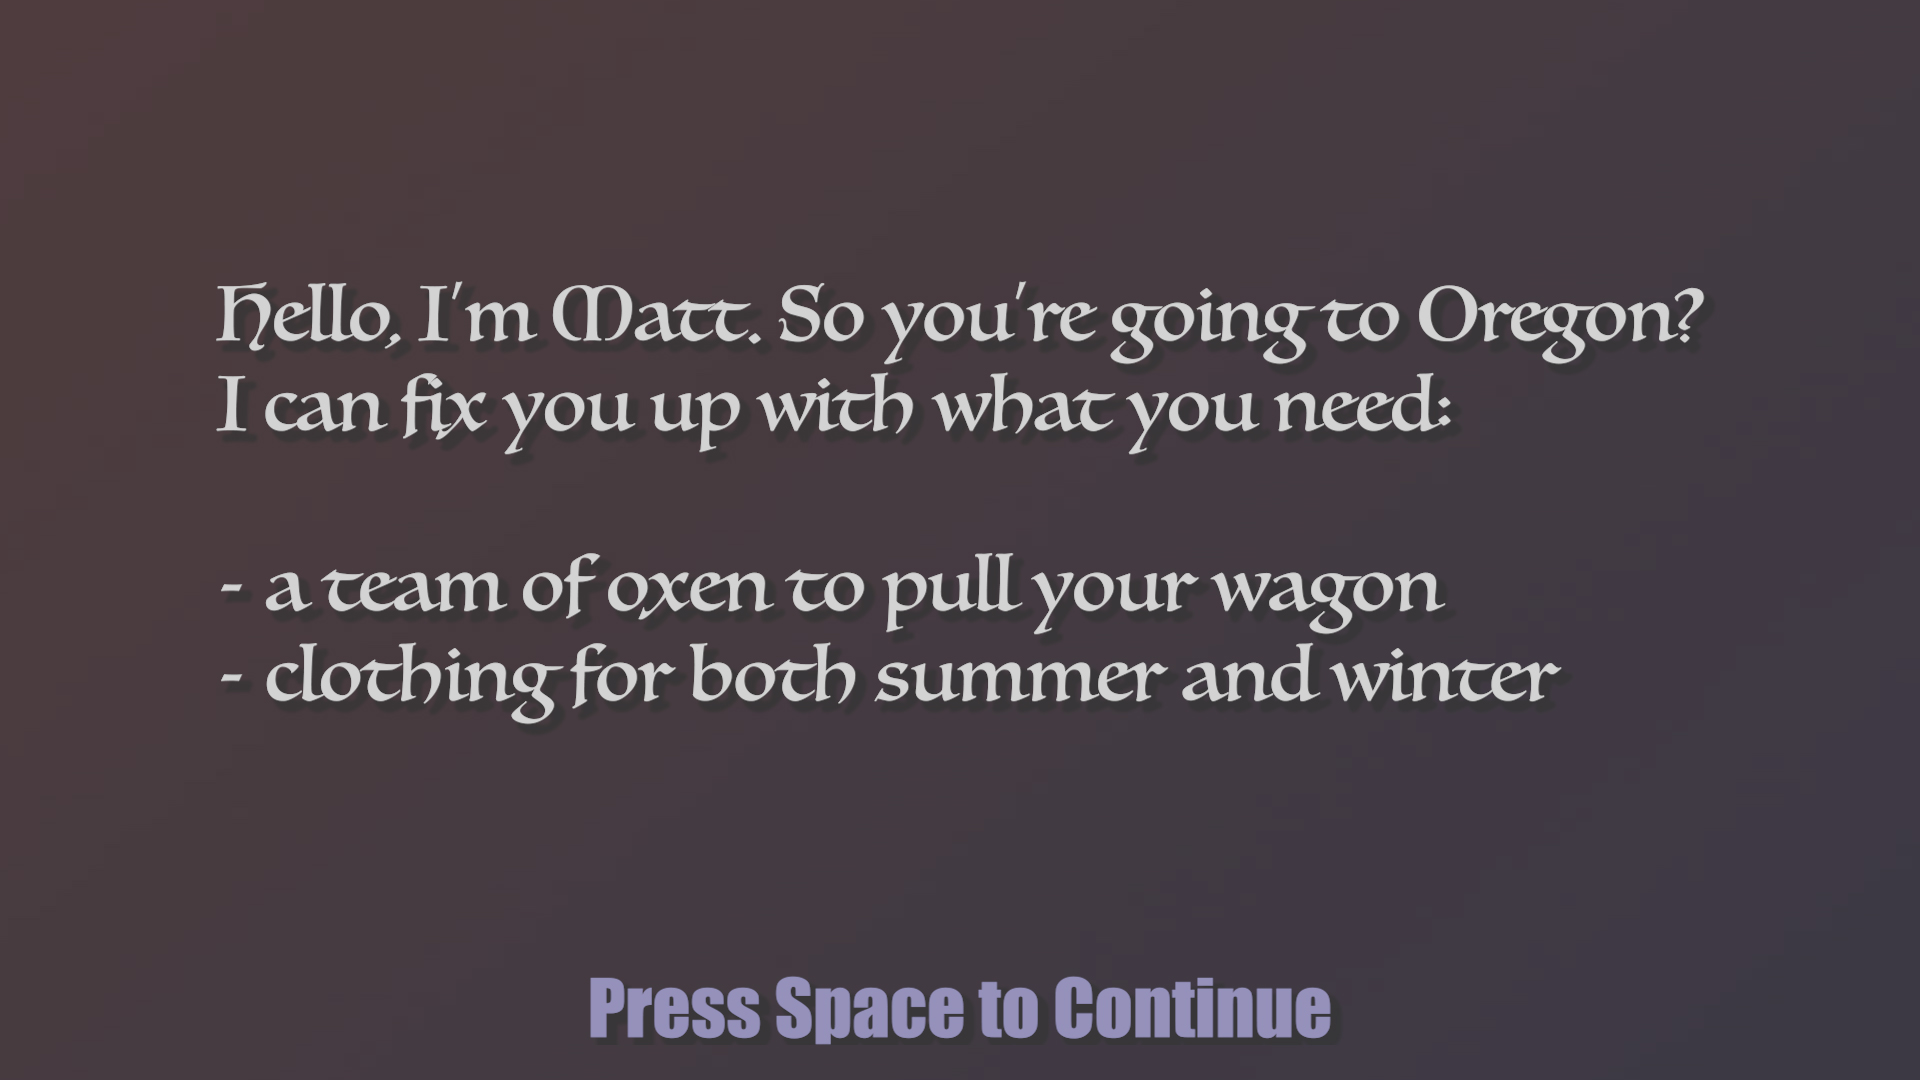 Hello, I'm Matt. So you're going to Oregon?
I can fix you up with what you need:
- a team of oxen to pull your wagon
- clothing for both summer and winter
Press Space to Continue